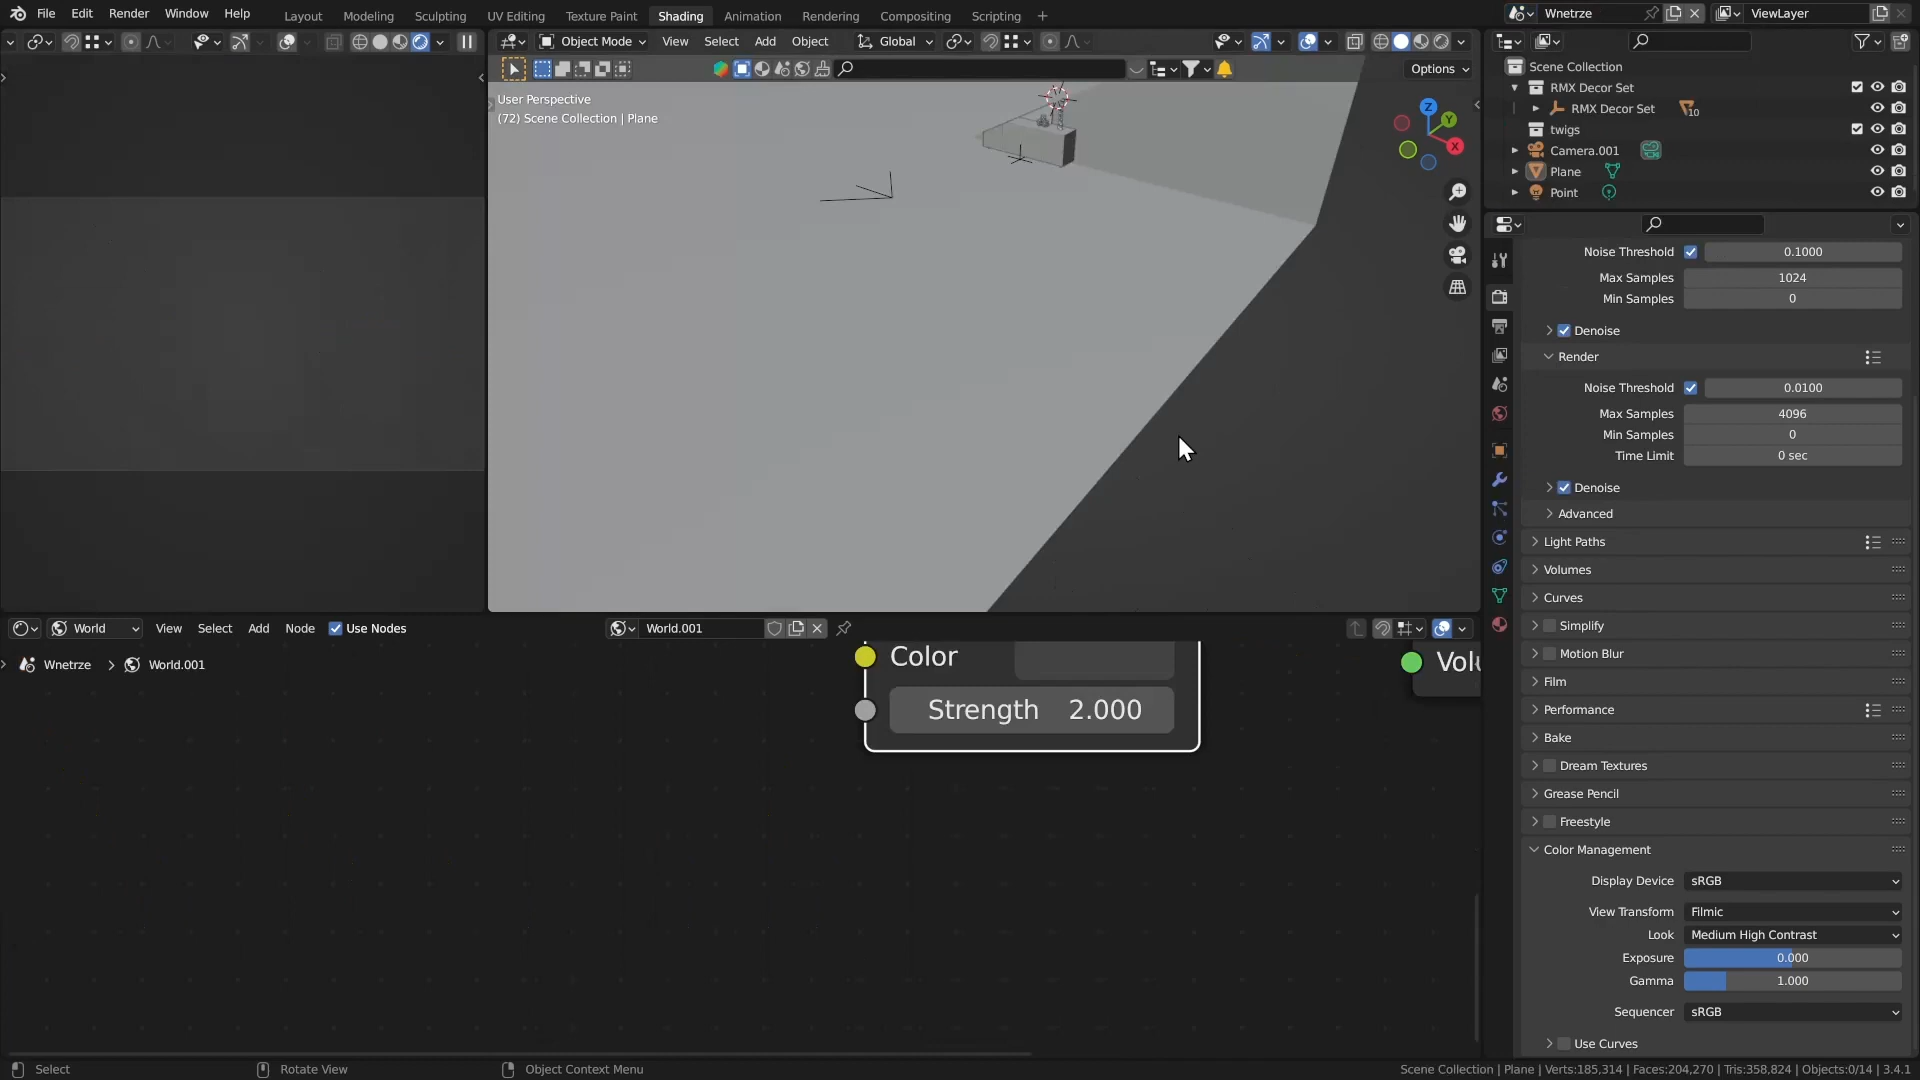 File Edit Render Window Help Layout Modeling Sculpting UV Editing Texture Paint Shading Animation Rendering Compositing Scripting + Wnetrze ViewLayer
Object Mode View Select Add Object Global
Options
User Perspective
(72) Scene Collection | Plane
Z
Y
X
Scene Collection
RMX Decor Set
RMX Decor Set 10
twigs
Camera.001
Plane
Point
Noise Threshold 0.1000
Max Samples 1024
Min Samples 0
Denoise
Render
Noise Threshold 0.0100
Max Samples 4096
Min Samples 0
Time Limit 0 sec
Denoise
Advanced
Light Paths
Volumes
Curves
Simplify
Motion Blur
Film
Performance
Bake
Dream Textures
Grease Pencil
Freestyle
Color Management
Display Device sRGB
View Transform Filmic
Look Medium High Contrast
Exposure 0.000
Gamma 1.000
Sequencer sRGB
Use Curves
World View Select Add Node Use Nodes World.001
Wnetrze > World.001
Color
Strength 2.000
Select Rotate View Object Context Menu
Scene Collection | Plane | Verts:185,314 | Faces:204,270 | Tris:358,824 | Objects:0/14 | 3.4.1